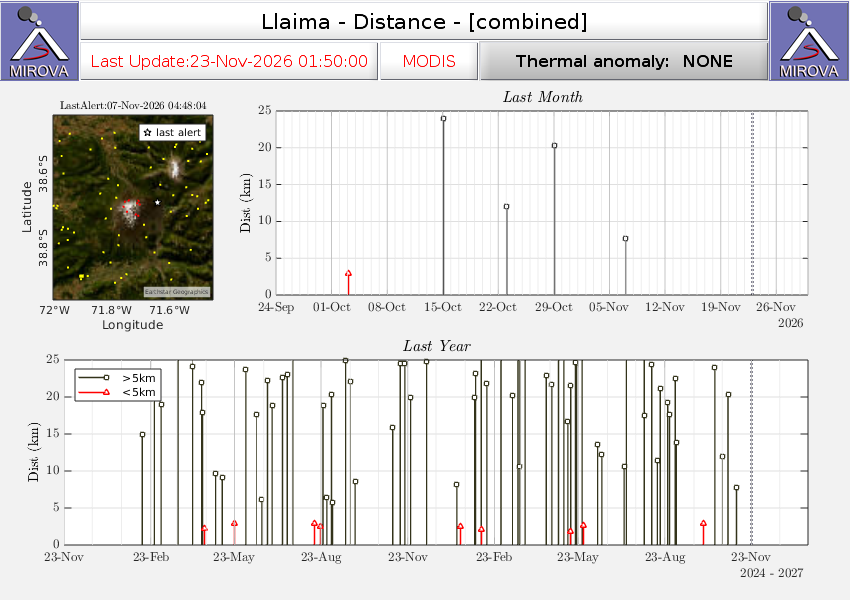 MIROVA
Llaima - Distance - [combined]
Last Update:23-Nov-2026 01:50:00
MODIS
Thermal anomaly:  NONE
MIROVA
LastAlert:07-Nov-2026 04:48:04
last alert
Latitude
38.6°S
38.8°S
Earthstar Geographics
72°W
71.8°W
71.6°W
Longitude
Last Month
Dist (km)
25
20
15
10
5
0
24-Sep
01-Oct
08-Oct
15-Oct
22-Oct
29-Oct
05-Nov
12-Nov
19-Nov
26-Nov
2026
Last Year
Dist (km)
25
20
15
10
5
0
>5km
<5km
23-Nov
23-Feb
23-May
23-Aug
23-Nov
23-Feb
23-May
23-Aug
23-Nov
2024 - 2027